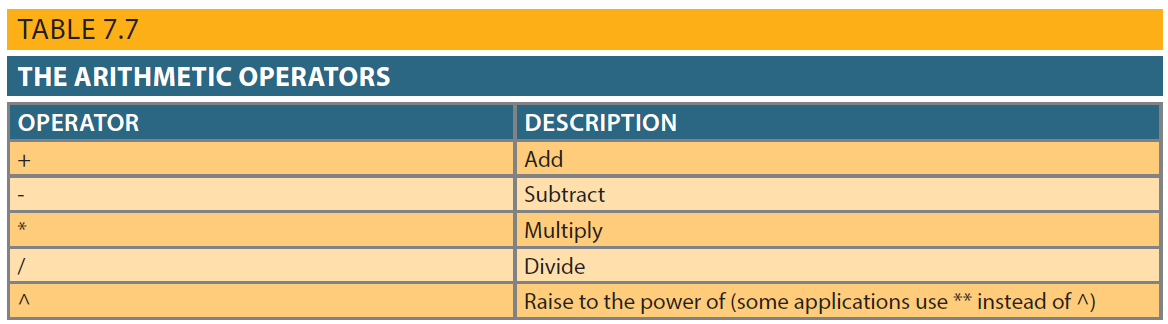 TABLE 7.7
THE ARITHMETIC OPERATORS
OPERATOR DESCRIPTION
+ Add
- Subtract
* Multiply
/ Divide
^ Raise to the power of (some applications use ** instead of ^)